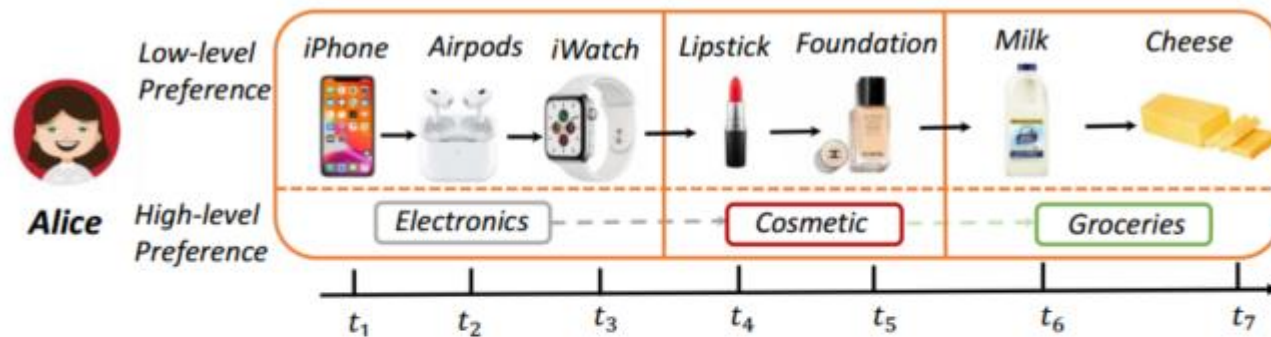 Low-level
Preference
iPhone
Airpods
iWatch
Lipstick
Foundation
Milk
Cheese
Alice
High-level
Preference
Electronics
Cosmetic
Groceries
t₁
t₂
t₃
t₄
t₅
t₆
t₇